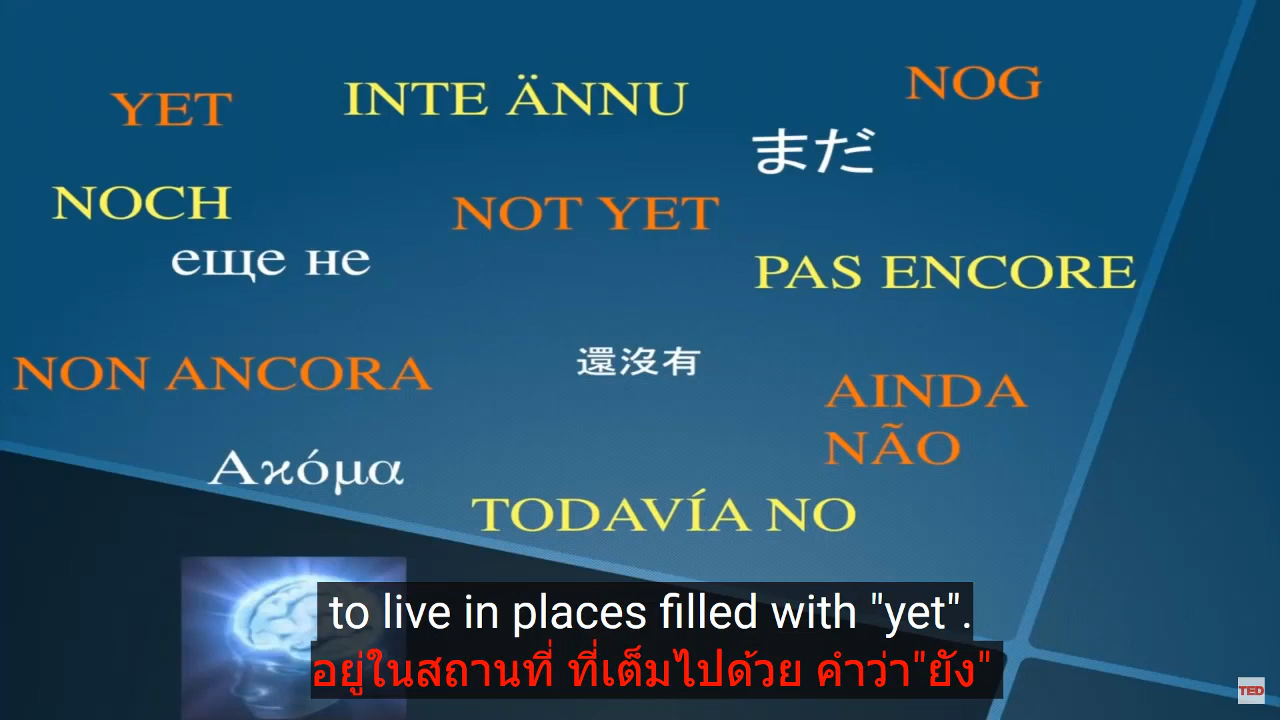 YET
INTE ÄNNU
NOG
まだ
NOCH
NOT YET
еще не
PAS ENCORE
NON ANCORA
還沒有
AINDA
NÃO
Ακόμα
TODAVÍA NO
to live in places filled with "yet".
อยู่ในสถานที่ ที่เต็มไปด้วย คำว่า"ยัง"
TED